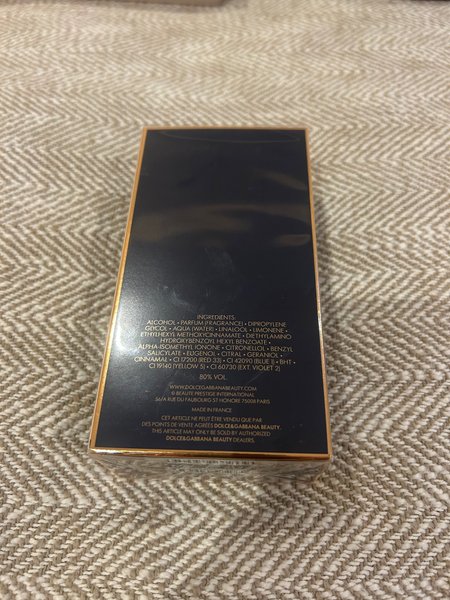 INGREDIENTS:
ALCOHOL • PARFUM (FRAGRANCE) • DIPROPYLENE
GLYCOL • AQUA (WATER) • LINALOOL • LIMONENE •
ETHYLHEXYL METHOXYCINNAMATE • DIETHYLAMINO
HYDROXYBENZOYL HEXYL BENZOATE •
ALPHA-ISOMETHYL IONONE • CITRONELLOL • BENZYL
SALICYLATE • EUGENOL • CITRAL • GERANIOL •
CINNAMAL • CI 17200 (RED 33) • CI 42090 (BLUE 1) • BHT •
CI 19140 (YELLOW 5) • CI 60730 (EXT. VIOLET 2)
80% VOL.
WWW.DOLCEGABBANABEAUTY.COM
© BEAUTE PRESTIGE INTERNATIONAL
56/A RUE DU FAUBOURG ST HONORE 75008 PARIS
MADE IN FRANCE
CET ARTICLE NE PEUT ÊTRE VENDU QUE PAR
DES POINTS DE VENTE AGRÉÉS DOLCE&GABBANA BEAUTY.
THIS ARTICLE MAY ONLY BE SOLD BY AUTHORIZED
DOLCE&GABBANA BEAUTY DEALERS.